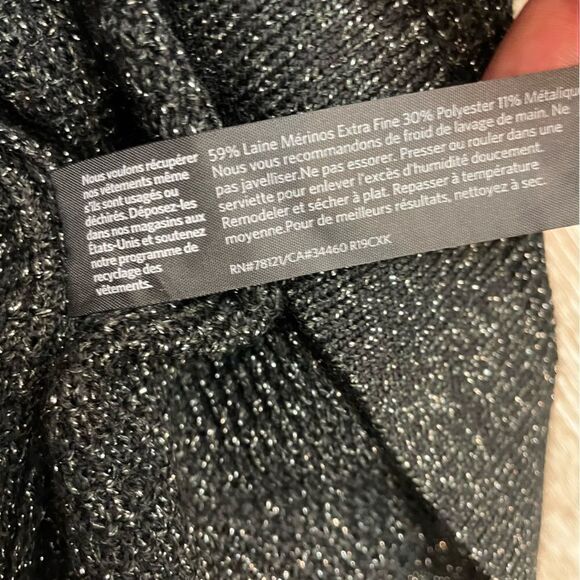 Nous voulons récupérer
nos vêtements même
s'ils sont usagés ou
déchirés. Déposez-les
dans nos magasins aux
États-Unis et soutenez
notre programme de
recyclage des
vêtements.
59% Laine Mérinos Extra Fine 30% Polyester 11% Métalique
Nous vous recommandons de froid de lavage de main. Ne
pas javelliser.Ne pas essorer. Presser ou rouler dans une
serviette pour enlever l'excès d'humidité doucement.
Remodeler et sécher à plat. Repasser à température
moyenne.Pour de meilleurs résultats, nettoyez à sec.
RN#78121/CA#34460 R19CXK